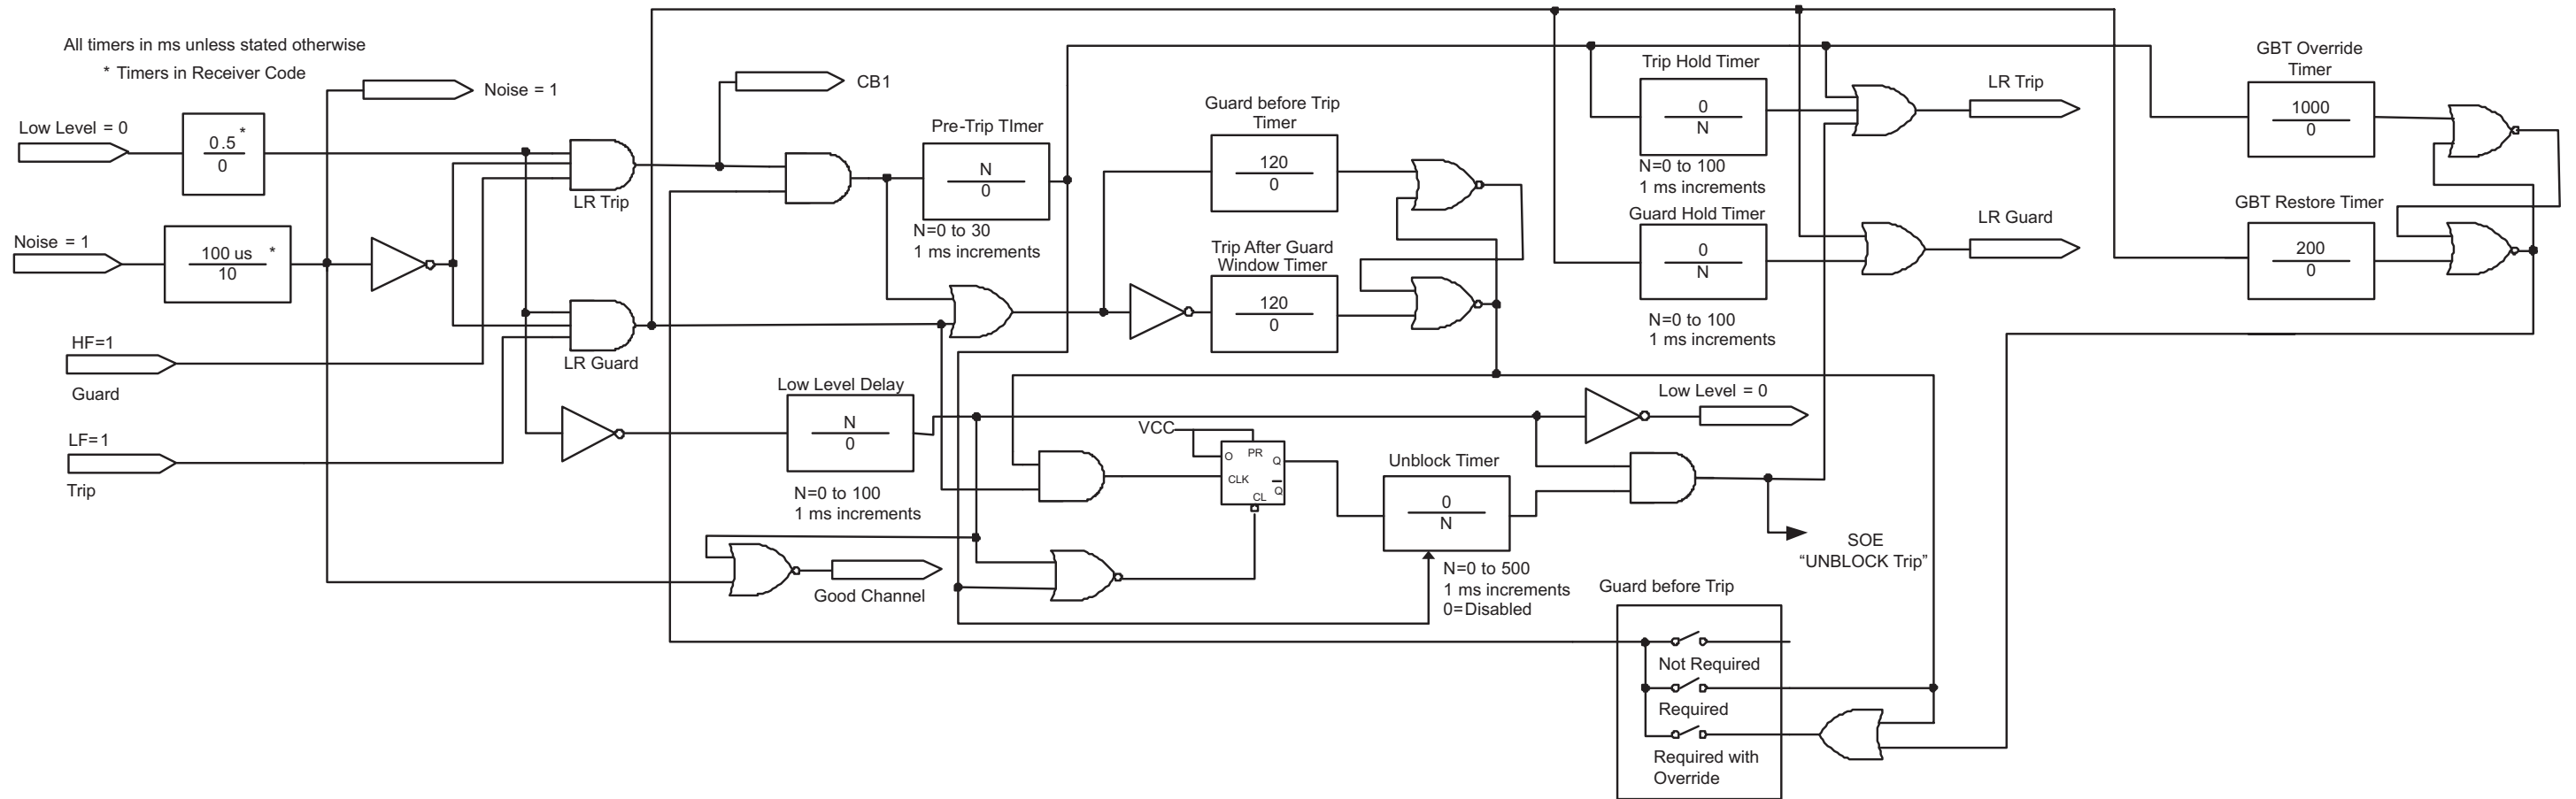 All timers in ms unless stated otherwise
* Timers in Receiver Code
Noise = 1
CB1
Low Level = 0
0.5 *
0
Noise = 1
100 us *
10
HF=1
Guard
LF=1
Trip
LR Trip
LR Guard
Pre-Trip TImer
N
0
N=0 to 30
1 ms increments
Guard before Trip
Timer
120
0
Trip After Guard
Window Timer
120
0
Trip Hold Timer
0
N
N=0 to 100
1 ms increments
Guard Hold Timer
0
N
N=0 to 100
1 ms increments
LR Trip
LR Guard
GBT Override
Timer
1000
0
GBT Restore Timer
200
0
Low Level Delay
N
0
N=0 to 100
1 ms increments
Good Channel
VCC
O
PR
Q
CLK
CL
Q
Unblock Timer
0
N
N=0 to 500
1 ms increments
0=Disabled
Low Level = 0
SOE
“UNBLOCK Trip”
Guard before Trip
Not Required
Required
Required with
Override